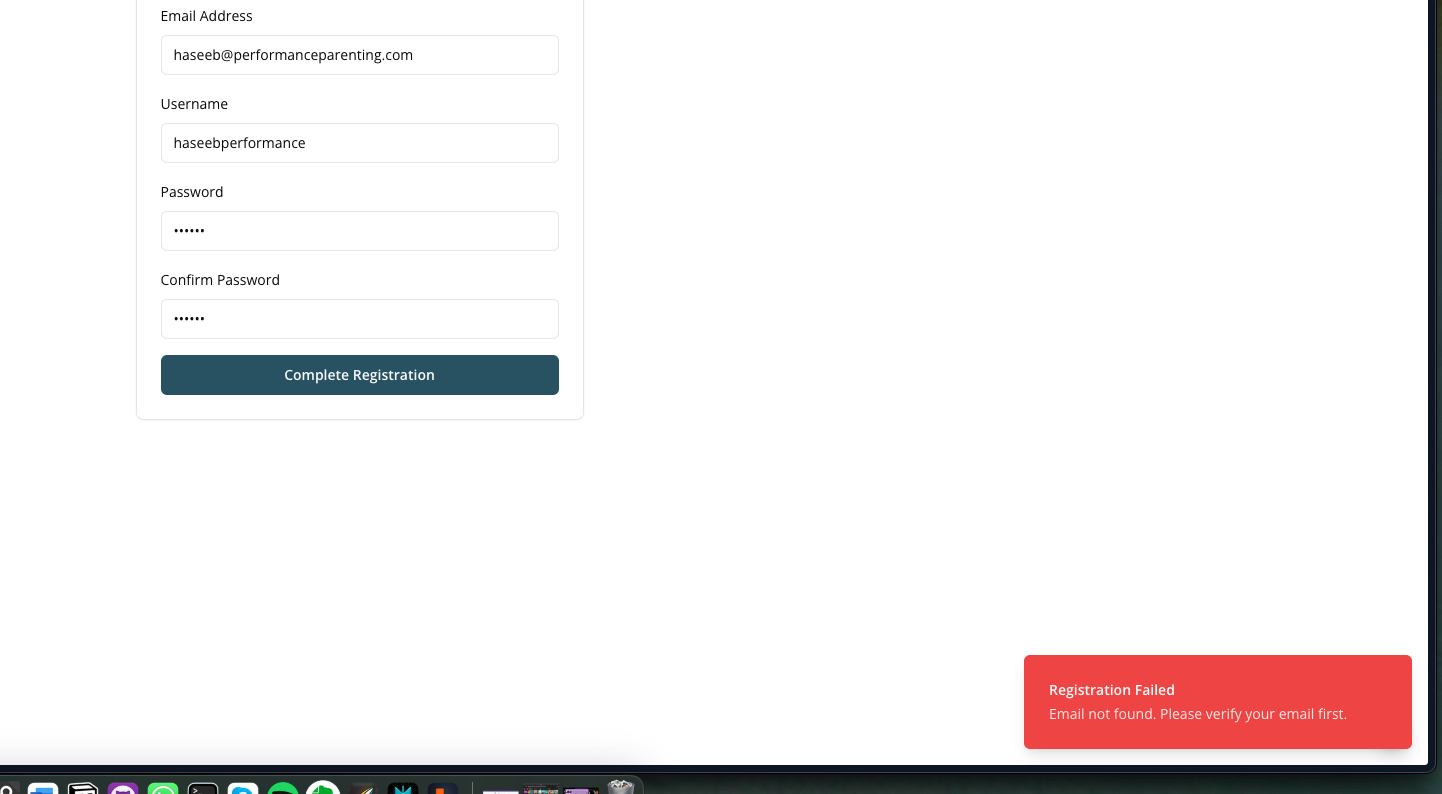 Email Address
haseeb@performanceparenting.com
Username
haseebperformance
Password
••••••
Confirm Password
••••••
Complete Registration
Registration Failed
Email not found. Please verify your email first.